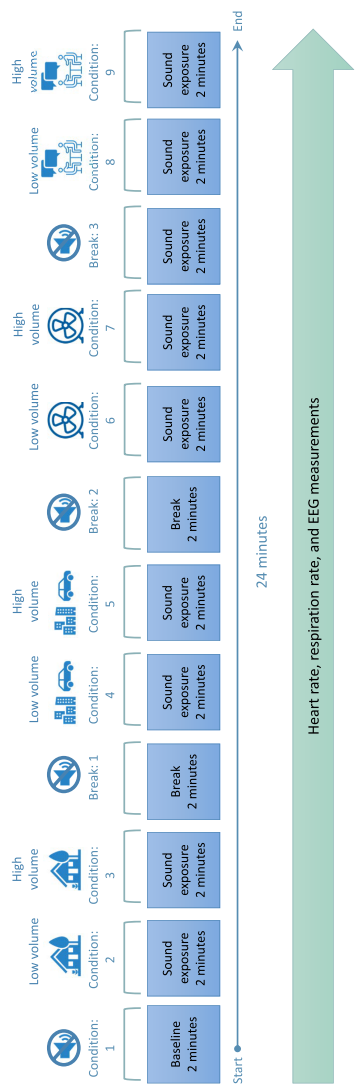 Low volume
High
volume
Low volume
High
volume
Low volume
High
volume
Low volume
High
volume
Condition:
1
Condition:
2
Condition:
3
Break: 1
Condition:
4
Condition:
5
Break: 2
Condition:
6
Condition:
7
Break: 3
Condition:
8
Condition:
9
Baseline
2 minutes
Sound
exposure
2 minutes
Sound
exposure
2 minutes
Break
2 minutes
Sound
exposure
2 minutes
Sound
exposure
2 minutes
Break
2 minutes
Sound
exposure
2 minutes
Sound
exposure
2 minutes
Sound
exposure
2 minutes
Sound
exposure
2 minutes
Sound
exposure
2 minutes
Start
End
24 minutes
Heart rate, respiration rate, and EEG measurements